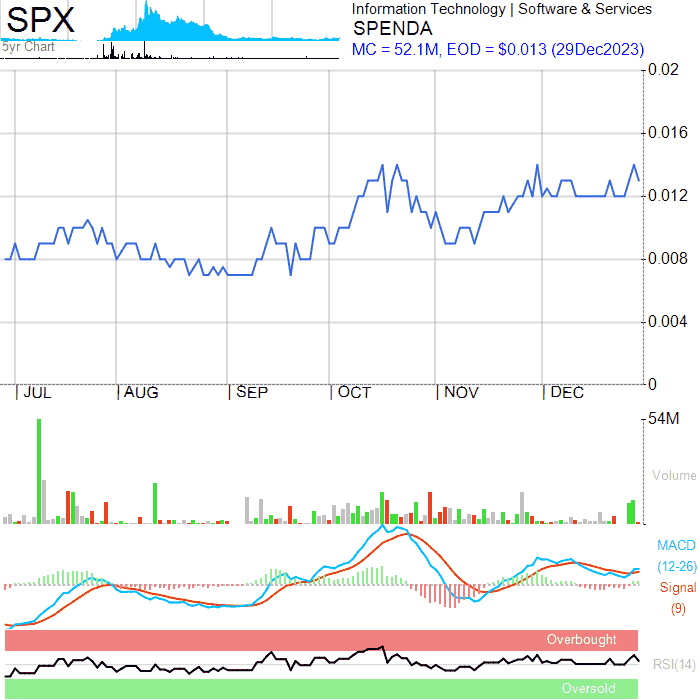 SPX
5yr Chart
Information Technology | Software & Services
SPENDA
MC = 52.1M, EOD = $0.013 (29Dec2023)
0.02
0.016
0.012
0.008
0.004
0
JUL AUG SEP OCT NOV DEC
54M
Volume
MACD
(12-26)
Signal
(9)
Overbought
RSI(14)
Oversold